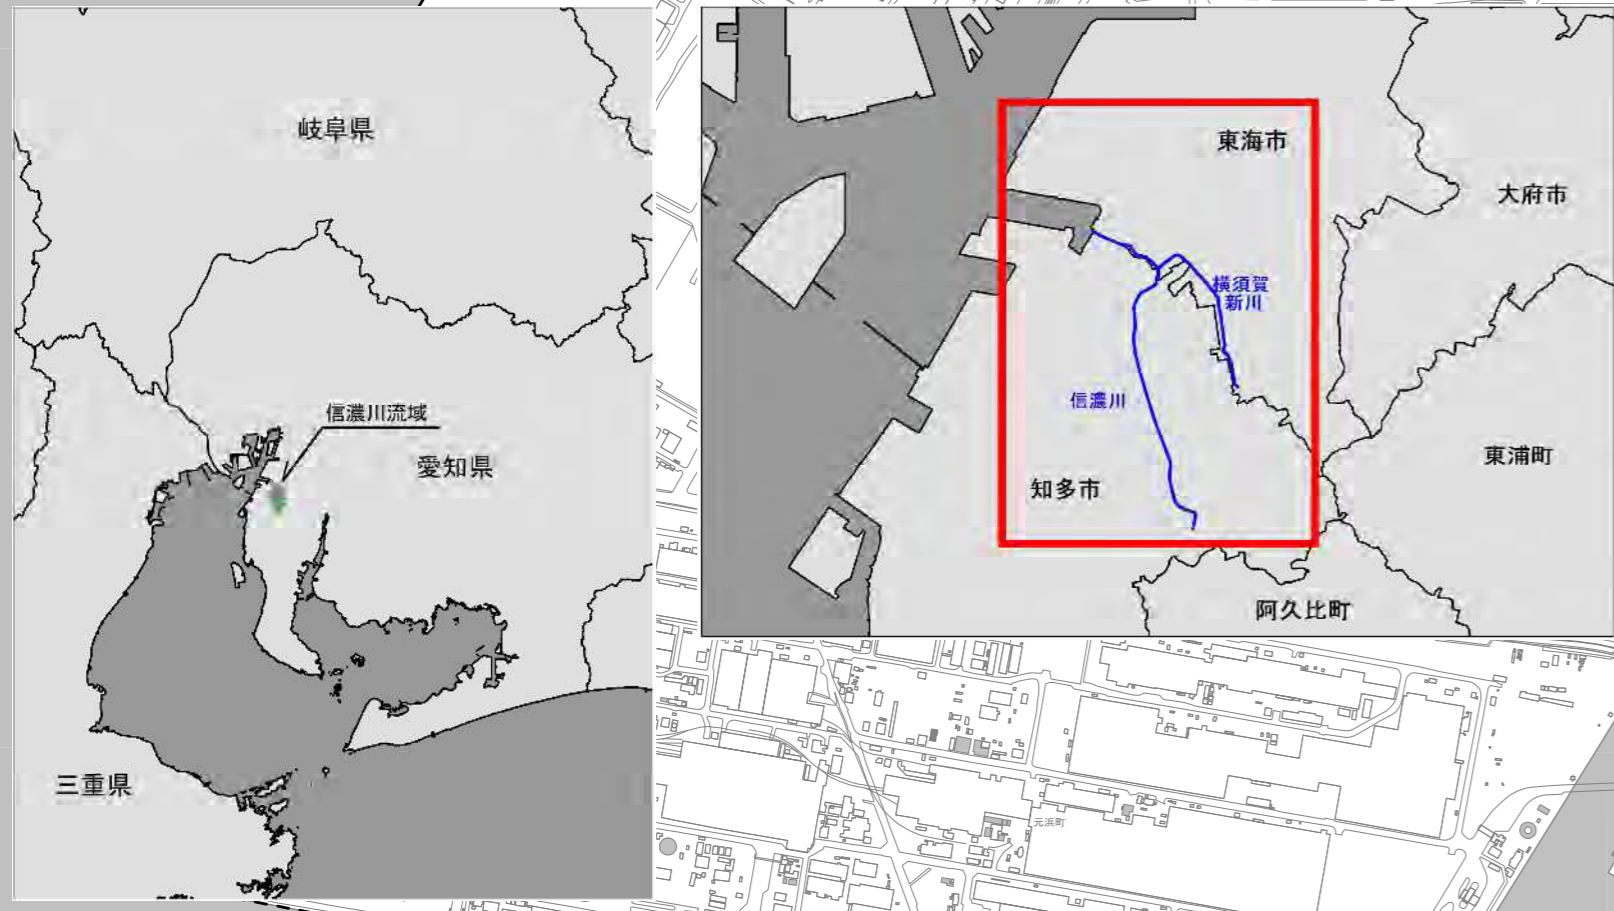 岐阜県
信濃川流域
愛知県
三重県
東海市
大府市
横須賀
新川
信濃川
東浦町
知多市
阿久比町
元浜町